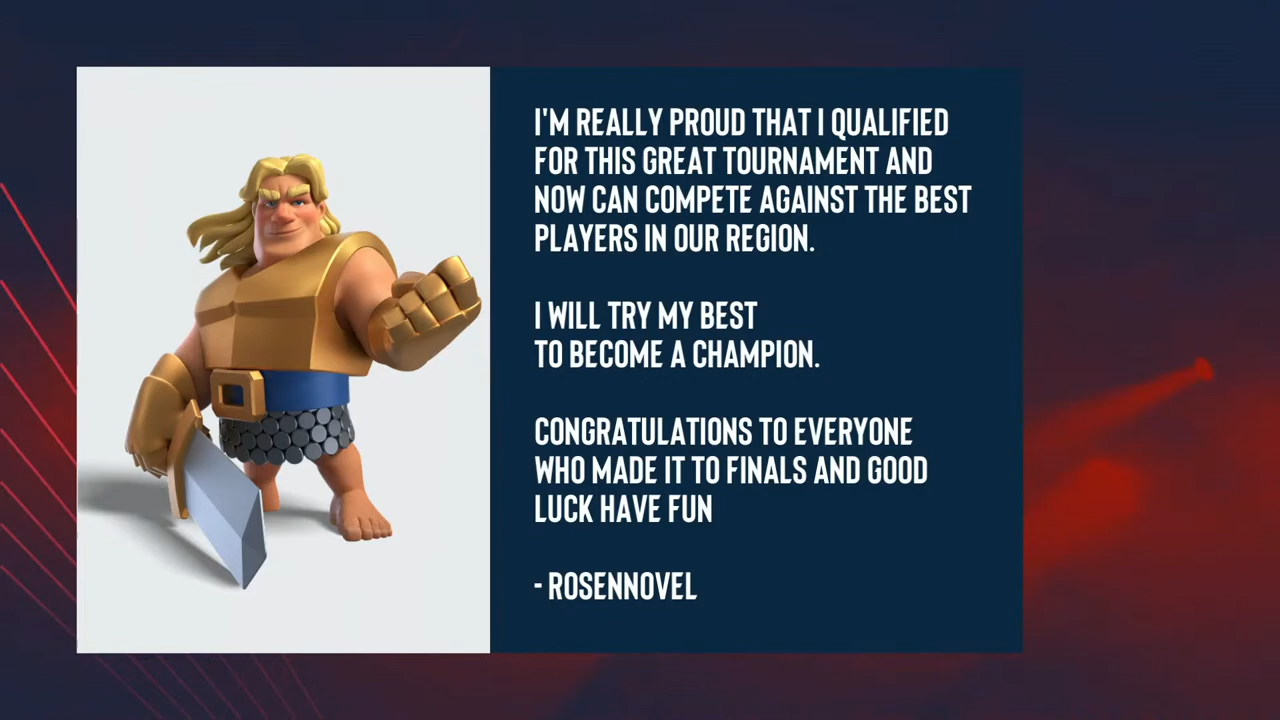 I'M REALLY PROUD THAT I QUALIFIED
FOR THIS GREAT TOURNAMENT AND
NOW CAN COMPETE AGAINST THE BEST
PLAYERS IN OUR REGION.
I WILL TRY MY BEST
TO BECOME A CHAMPION.
CONGRATULATIONS TO EVERYONE
WHO MADE IT TO FINALS AND GOOD
LUCK HAVE FUN
- ROSENNOVEL